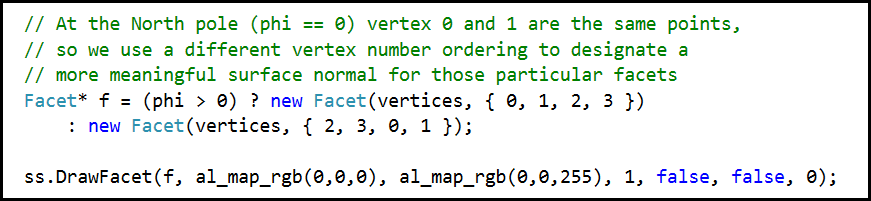 // At the North pole (phi == 0) vertex 0 and 1 are the same points,
// so we use a different vertex number ordering to designate a
// more meaningful surface normal for those particular facets
Facet* f = (phi > 0) ? new Facet(vertices, { 0, 1, 2, 3 })
    : new Facet(vertices, { 2, 3, 0, 1 });
ss.DrawFacet(f, al_map_rgb(0,0,0), al_map_rgb(0,0,255), 1, false, false, 0);